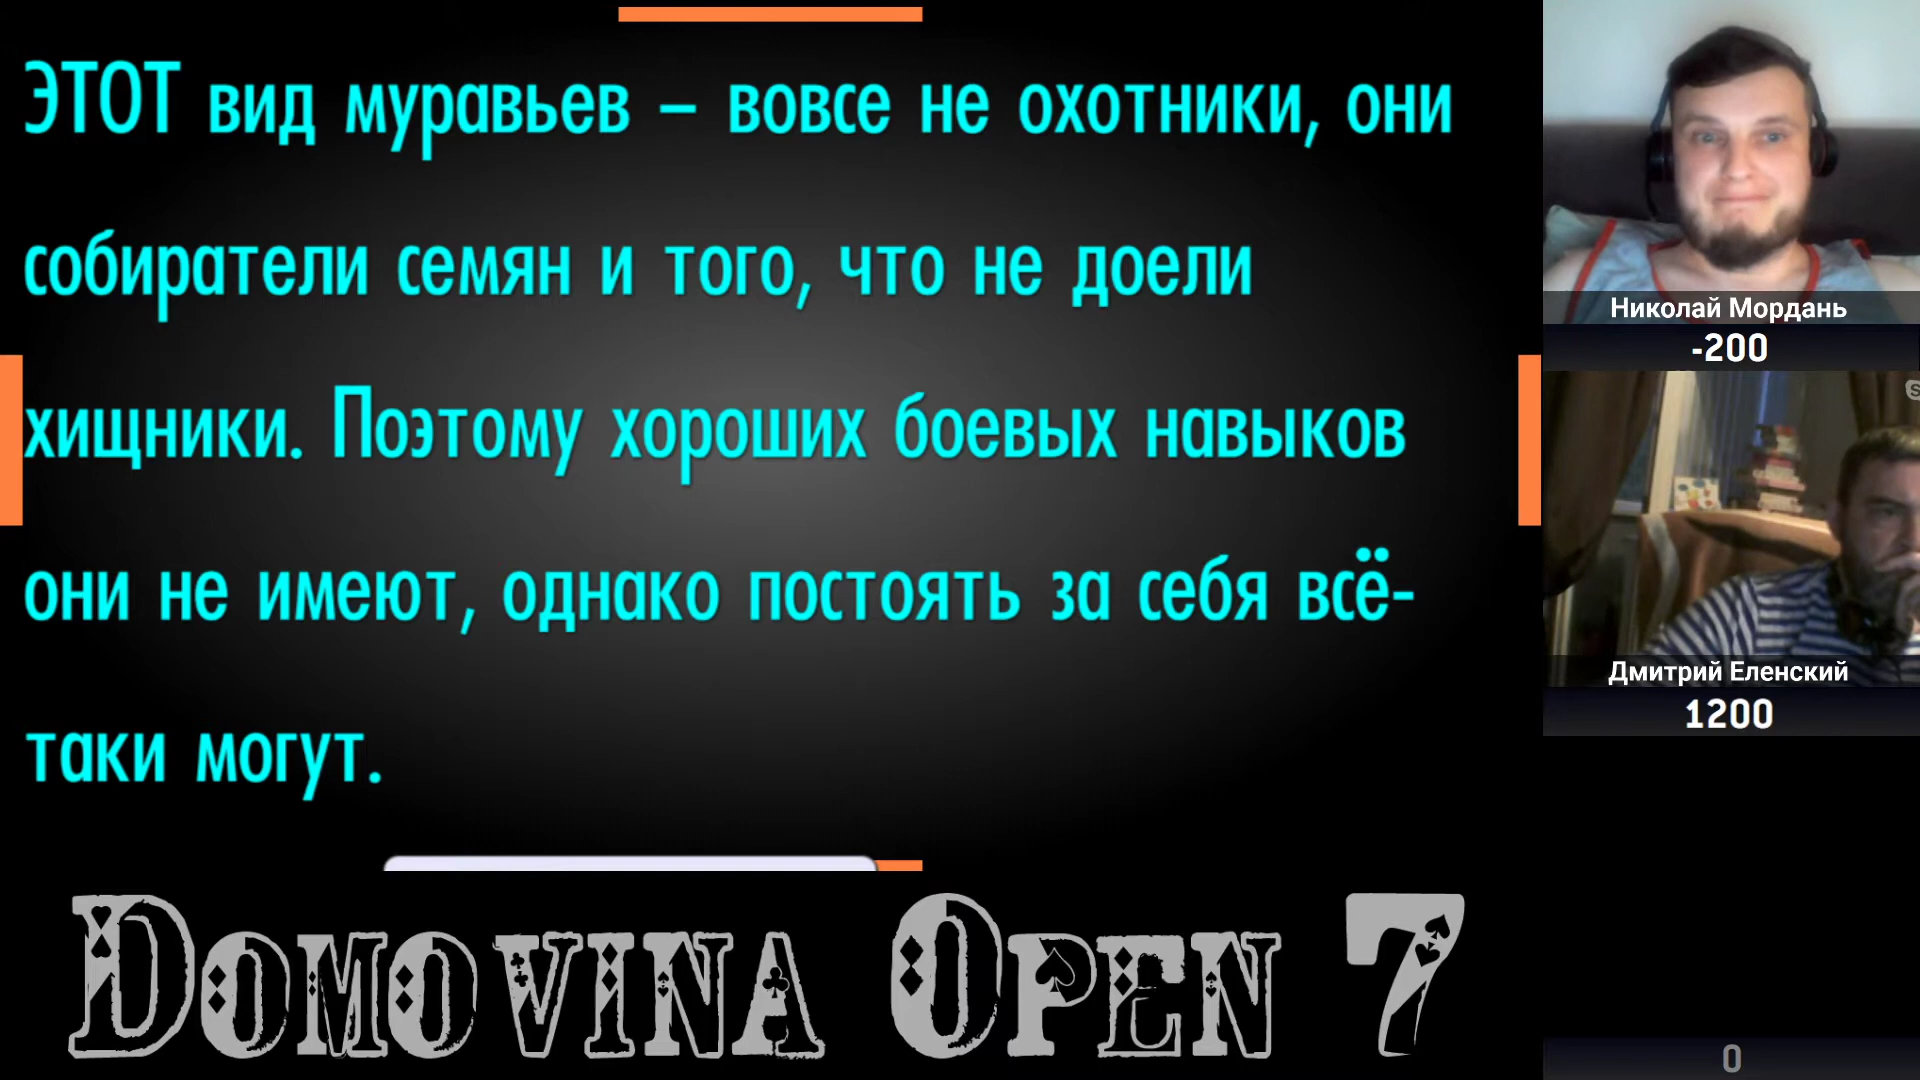 ЭТОТ вид муравьев – вовсе не охотники, они
собиратели семян и того, что не доели
хищники. Поэтому хороших боевых навыков
они не имеют, однако постоять за себя всё-
таки могут.
Николай Мордань
-200
Дмитрий Еленский
1200
0
DOMOVINA OPEN 7